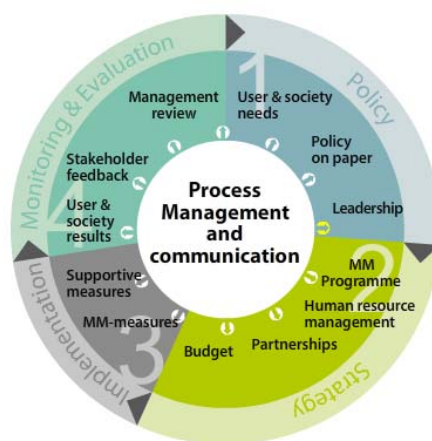 Process
Management
and
communication
1
Policy
User & society
needs
Policy
on paper
Leadership
2
Strategy
MM
Programme
Human resource
management
Partnerships
Budget
3
Implementation
MM-measures
Supportive
measures
4
Monitoring & Evaluation
User &
society
results
Stakeholder
feedback
Management
review